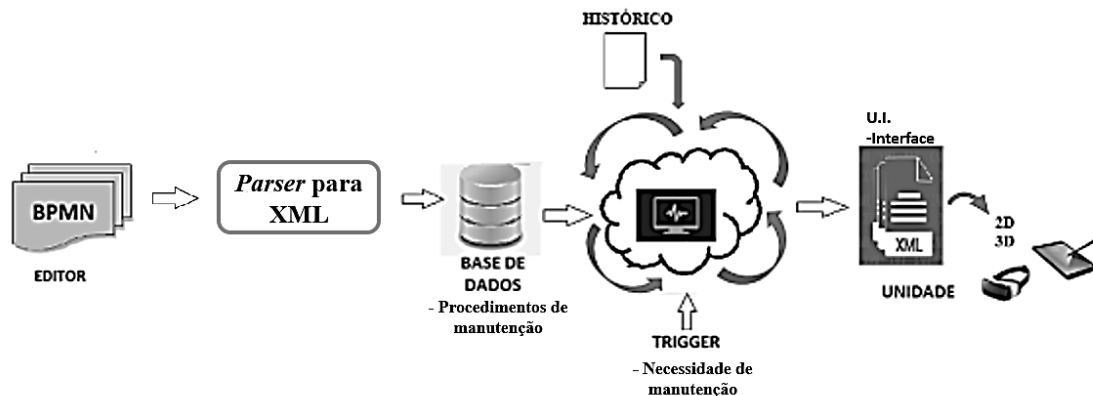 HISTÓRICO
U.I.
-Interface
BPMN
EDITOR
Parser para
XML
BASE DE
DADOS
- Procedimentos de
manutenção
TRIGGER
- Necessidade de
manutenção
XML
UNIDADE
2D
3D